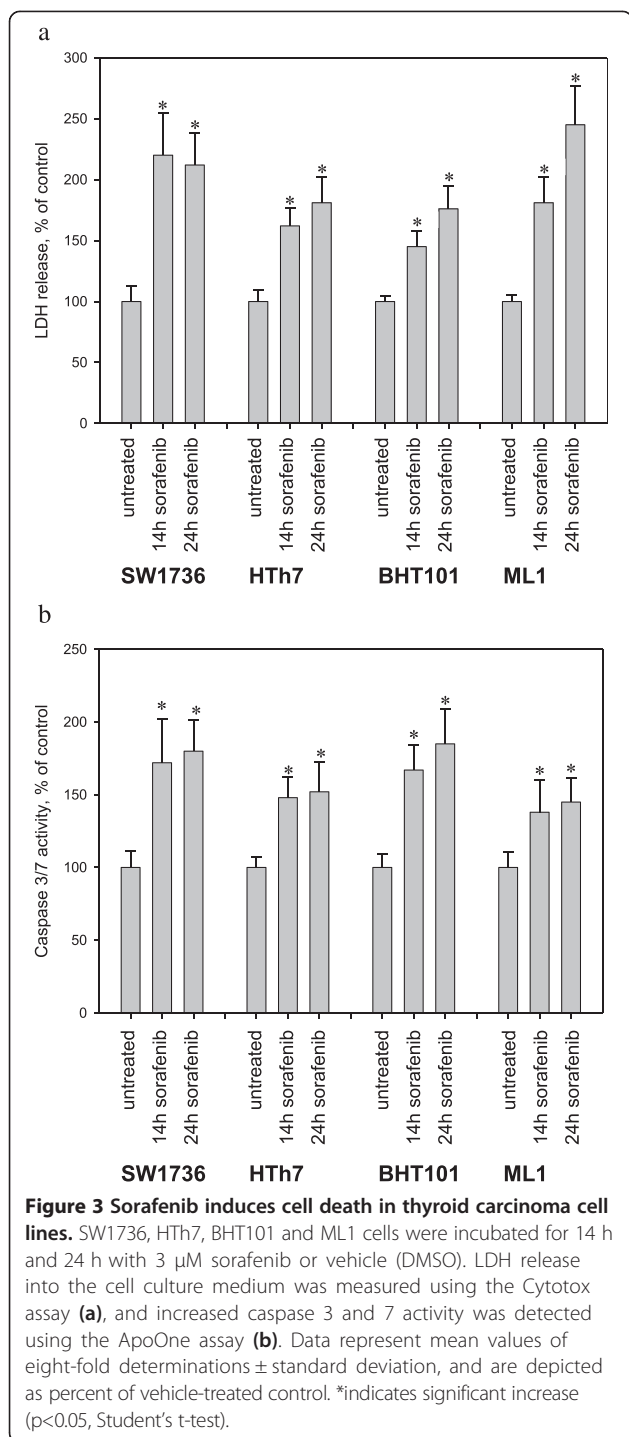 a
300
250
200
150
100
50
0
LDH release, % of control
* * * * * * * *
untreated
14h sorafenib
24h sorafenib
untreated
14h sorafenib
24h sorafenib
untreated
14h sorafenib
24h sorafenib
untreated
14h sorafenib
24h sorafenib
SW1736 HTh7 BHT101 ML1
b
250
200
150
100
50
0
Caspase 3/7 activity, % of control
* * * * * * * *
untreated
14h sorafenib
24h sorafenib
untreated
14h sorafenib
24h sorafenib
untreated
14h sorafenib
24h sorafenib
untreated
14h sorafenib
24h sorafenib
SW1736 HTh7 BHT101 ML1
Figure 3 Sorafenib induces cell death in thyroid carcinoma cell
lines. SW1736, HTh7, BHT101 and ML1 cells were incubated for 14 h
and 24 h with 3 μM sorafenib or vehicle (DMSO). LDH release
into the cell culture medium was measured using the Cytotox
assay (a), and increased caspase 3 and 7 activity was detected
using the ApoOne assay (b). Data represent mean values of
eight-fold determinations ± standard deviation, and are depicted
as percent of vehicle-treated control. *indicates significant increase
(p<0.05, Student's t-test).